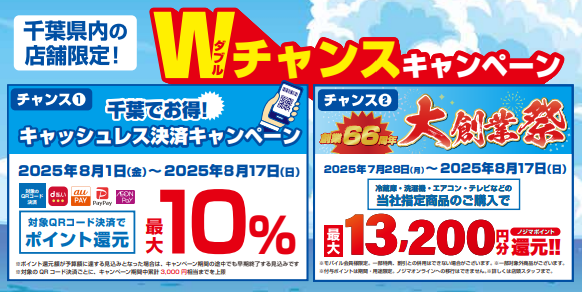 千葉県内の
店舗限定！
Wチャンスキャンペーン
ダブル
チャンス❶
千葉でお得!
キャッシュレス決済キャンペーン
2025年8月1日(金)～2025年8月17日(日)
対象の
QRコード
決済
d払い
au PAY
PayPay
AEON Pay
対象QRコード決済で
ポイント還元
最大10%
※ポイント還元額が予算額に達する見込みとなった場合は、キャンペーン期間の途中でも早期終了する見込みです
※対象のQRコード決済ごとに、キャンペーン期間中累計3,000円相当までを上限
チャンス❷
創業66周年 大創業祭
2025年7月28日(月)～2025年8月17日(日)
冷蔵庫・洗濯機・エアコン・テレビなどの
当社指定商品のご購入で
最大13,200円分
ノジマポイント
還元!!
※モバイル会員様限定。一部特典、割引との併用はできない場合がございます。※一部対象外商品がございます。
※付与ポイントは期間・用途限定。ノジマオンラインへの移行はできません。※詳しくは店舗スタッフまで。